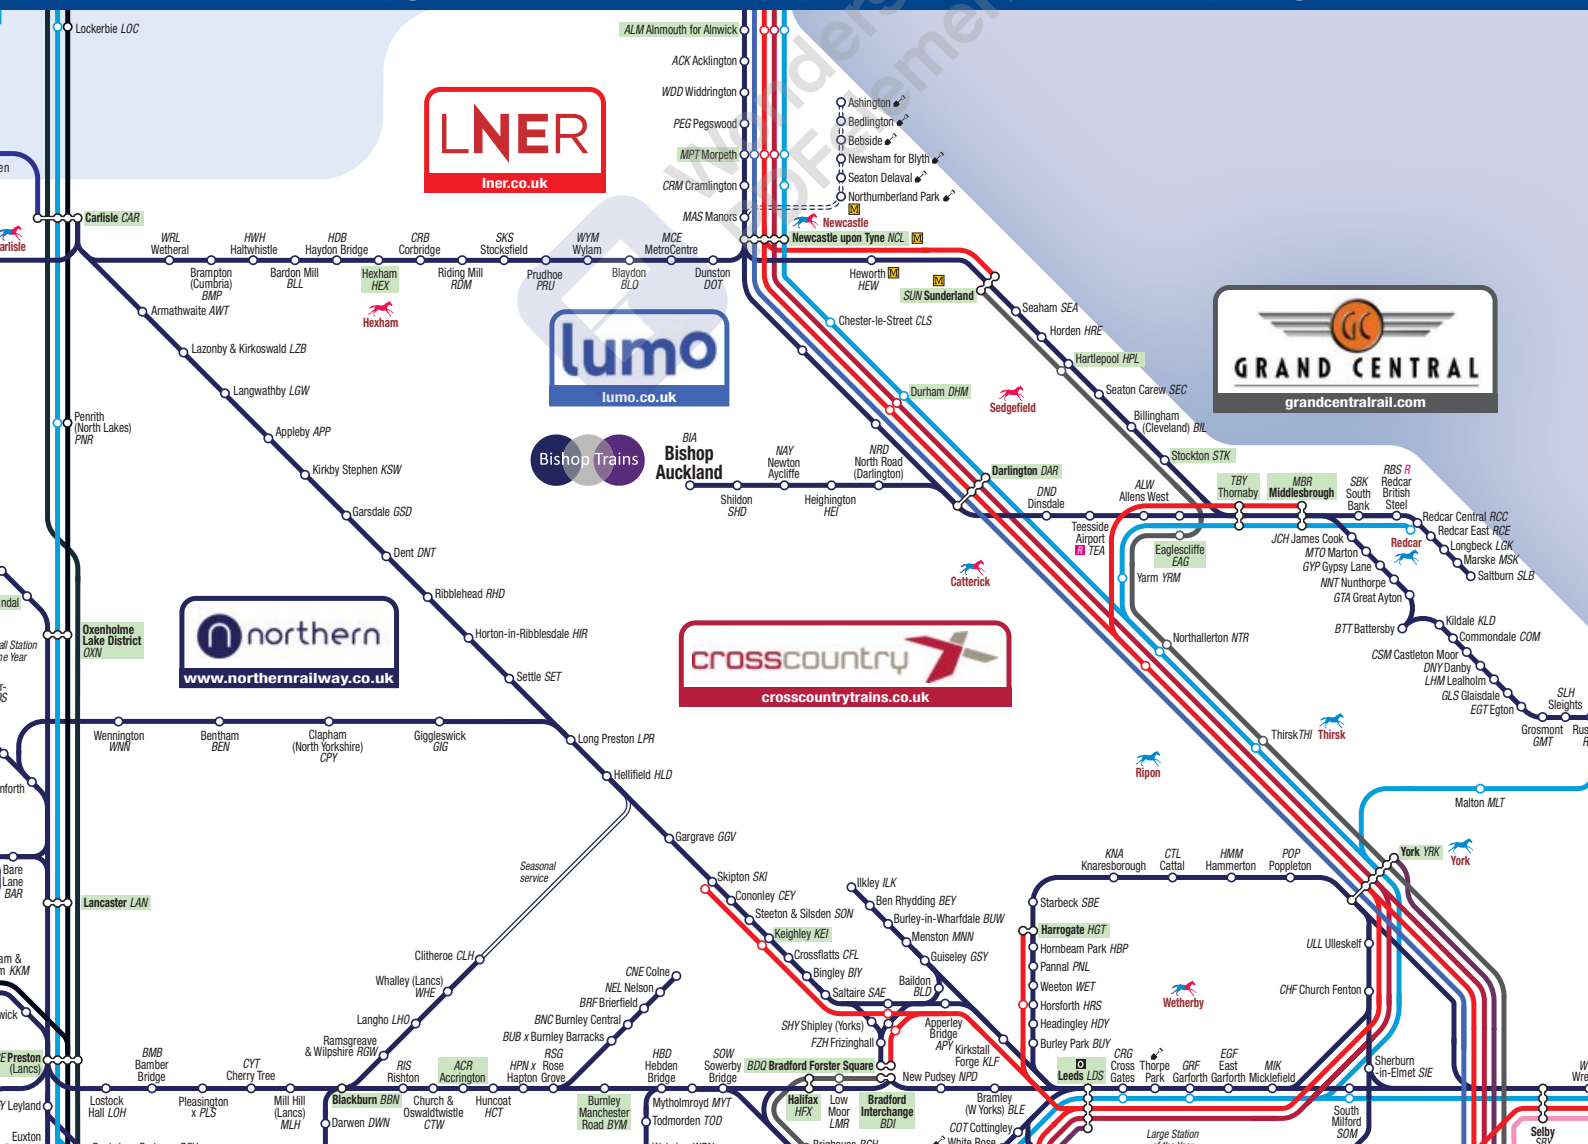 Lockerbie LOC
ALM Alnmouth for Alnwick
ACK Acklington
WDD Widdrington
PEG Pegswood
MPT Morpeth
CRM Cramlington
MAS Manors
LNER
lner.co.uk
Ashington
Bedlington
Bebside
Newsham for Blyth
Seaton Delaval
Northumberland Park
M
Newcastle
Newcastle upon Tyne NCL M
Carlisle CAR
WRL
Wetheral
HWH
Haltwhistle
HDB
Haydon Bridge
CRB
Corbridge
SKS
Stocksfield
WYM
Wylam
MCE
MetroCentre
Brampton
(Cumbria)
BMP
Bardon Mill
BLL
Hexham
HEX
Hexham
Riding Mill
RDM
Prudhoe
PRU
Blaydon
BLO
Dunston
DOT
Heworth M
HEW
M
SUN Sunderland
Seaham SEA
Horden HRE
Hartlepool HPL
Seaton Carew SEC
Billingham
(Cleveland) BIL
Stockton STK
Armathwaite AWT
Lazonby & Kirkoswald LZB
Langwathby LGW
Appleby APP
Kirkby Stephen KSW
Garsdale GSD
Dent DNT
Ribblehead RHD
Horton-in-Ribblesdale HIR
Settle SET
Long Preston LPR
Hellifield HLD
Gargrave GGV
lumo
lumo.co.uk
Chester-le-Street CLS
Durham DHM
Sedgefield
GC
GRAND CENTRAL
grandcentralrail.com
Penrith
(North Lakes)
PNR
Bishop Trains
BIA
Bishop
Auckland
Shildon
SHD
NAY
Newton
Aycliffe
Heighington
HEI
NRD
North Road
(Darlington)
Darlington DAR
DND
Dinsdale
Teesside
Airport
R TEA
ALW
Allens West
Eaglescliffe
EAG
TBY
Thornaby
MBR
Middlesbrough
SBK
South
Bank
RBS R
Redcar
British
Steel
Redcar Central RCC
Redcar East RCE
Longbeck LGK
Marske MSK
Saltburn SLB
Redcar
JCH James Cook
MTO Marton
GYP Gypsy Lane
NNT Nunthorpe
GTA Great Ayton
BTT Battersby
Kildale KLD
Commondale COM
CSM Castleton Moor
DNY Danby
LHM Lealholm
GLS Glaisdale
EGT Egton
Grosmont
GMT
SLH
Sleights
Catterick
Yarm YRM
Northallerton NTR
Thirsk THI Thirsk
Ripon
Malton MLT
York YRK
York
Oxenholme
Lake District
OXN
northern
www.northernrailway.co.uk
crosscountry
crosscountrytrains.co.uk
Wennington
WNN
Bentham
BEN
Clapham
(North Yorkshire)
CPY
Giggleswick
GIG
Seasonal
service
Bare
Lane
BAR
Lancaster LAN
Skipton SKI
Cononley CEY
Steeton & Silsden SON
Keighley KEI
Crossflatts CFL
Bingley BIY
Saltaire SAE
Ilkley ILK
Ben Rhydding BEY
Burley-in-Wharfdale BUW
Menston MNN
Guiseley GSY
Baildon
BLD
KNA
Knaresborough
CTL
Cattal
HMM
Hammerton
POP
Poppleton
Starbeck SBE
Harrogate HGT
Hornbeam Park HBP
Pannal PNL
Weeton WET
Horsforth HRS
Headingley HDY
Burley Park BUY
Wetherby
ULL Ulleskelf
CHF Church Fenton
Sherburn
-in-Elmet SIE
Clitheroe CLH
Whalley (Lancs)
WHE
Langho LHO
Ramsgreave
& Wilpshire RGW
CNE Colne
NEL Nelson
BRF Brierfield
BNC Burnley Central
BUB x Burnley Barracks
SHY Shipley (Yorks)
FZH Frizinghall
Apperley
Bridge
APY
Kirkstall
Forge KLF
Preston
(Lancs)
BMB
Bamber
Bridge
CYT
Cherry Tree
RIS
Rishton
ACR
Accrington
HPN x
Hapton
RSG
Rose
Grove
HBD
Hebden
Bridge
SOW
Sowerby
Bridge
BDQ Bradford Forster Square
New Pudsey NPD
Leeds LDS
CRG
Cross
Gates
Thorpe
Park
GRF
Garforth
EGF
East
Garforth
MIK
Micklefield
Leyland
Euxton
Lostock
Hall LOH
Pleasington
x PLS
Mill Hill
(Lancs)
MLH
Blackburn BBN
Darwen DWN
Church &
Oswaldtwistle
CTW
Huncoat
HCT
Burnley
Manchester
Road BYM
Mytholmroyd MYT
Todmorden TOD
Halifax
HFX
Low
Moor
LMR
Bradford
Interchange
BDI
Bramley
(W Yorks) BLE
COT Cottingley
White Rose
Large Station
South
Milford
SOM
Selby